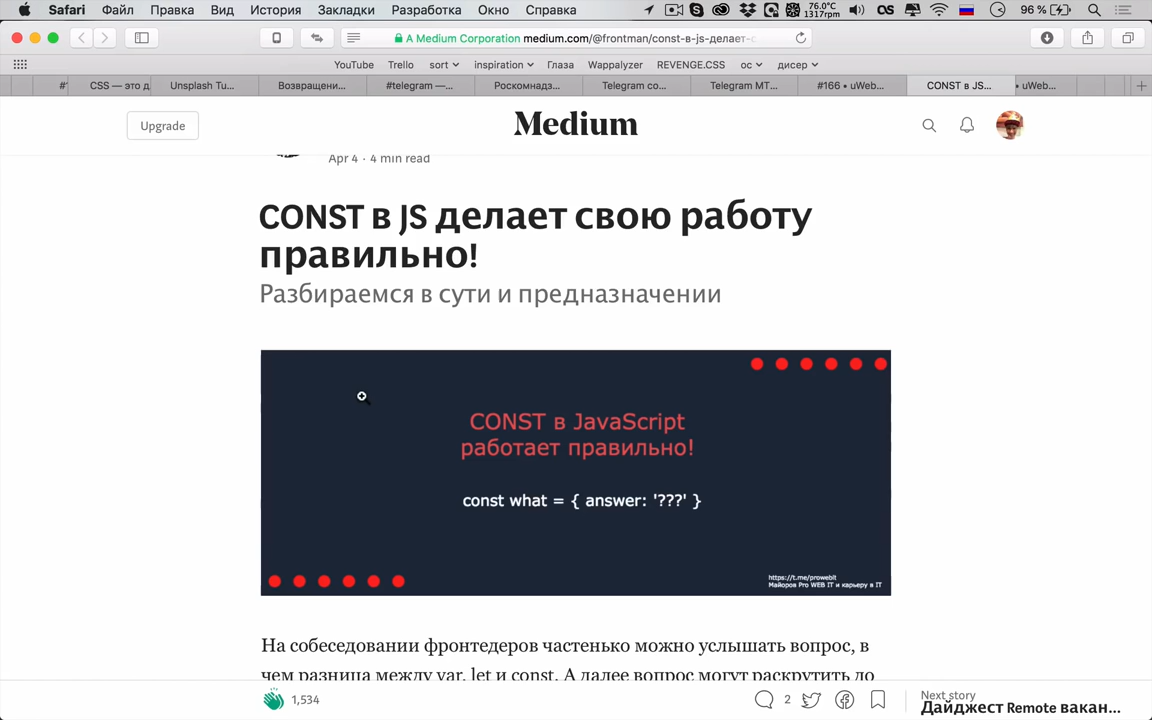 Safari Файл Правка Вид История Закладки Разработка Окно Справка 76.0°C 1317rpm OS 96 %
A Medium Corporation medium.com/@frontman/const-в-js-делает-с
YouTube Trello sort inspiration Глаза Wappalyzer REVENGE.CSS ос дисер
CSS — это д Unsplash Tu... Возвращени... #telegram —... Роскомнадз... Telegram co... Telegram MT... #166 • uWeb... CONST в JS... • uWeb...
Upgrade Medium
Apr 4 · 4 min read
CONST в JS делает свою работу
правильно!
Разбираемся в сути и предназначении
CONST в JavaScript
работает правильно!
const what = { answer: '???' }
https://t.me/prowebit
Майоров Pro WEB IT и карьеру в IT
На собеседовании фронтедеров частенько можно услышать вопрос, в
чем разница между var, let и const. А далее вопрос могут раскрутить до
1,534 2 Next story
Дайджест Remote вакан...